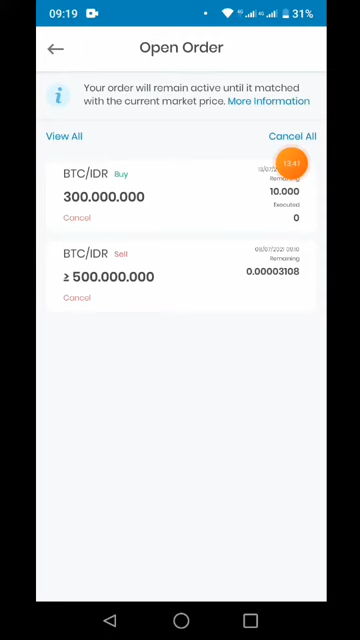 09:19 31%
Open Order
Your order will remain active until it matched
with the current market price. More Information
View All Cancel All
BTC/IDR Buy
13:41
Remaining
300.000.000 10.000
Executed
Cancel 0
BTC/IDR Sell
Remaining
≥ 500.000.000 0.00003108
Cancel